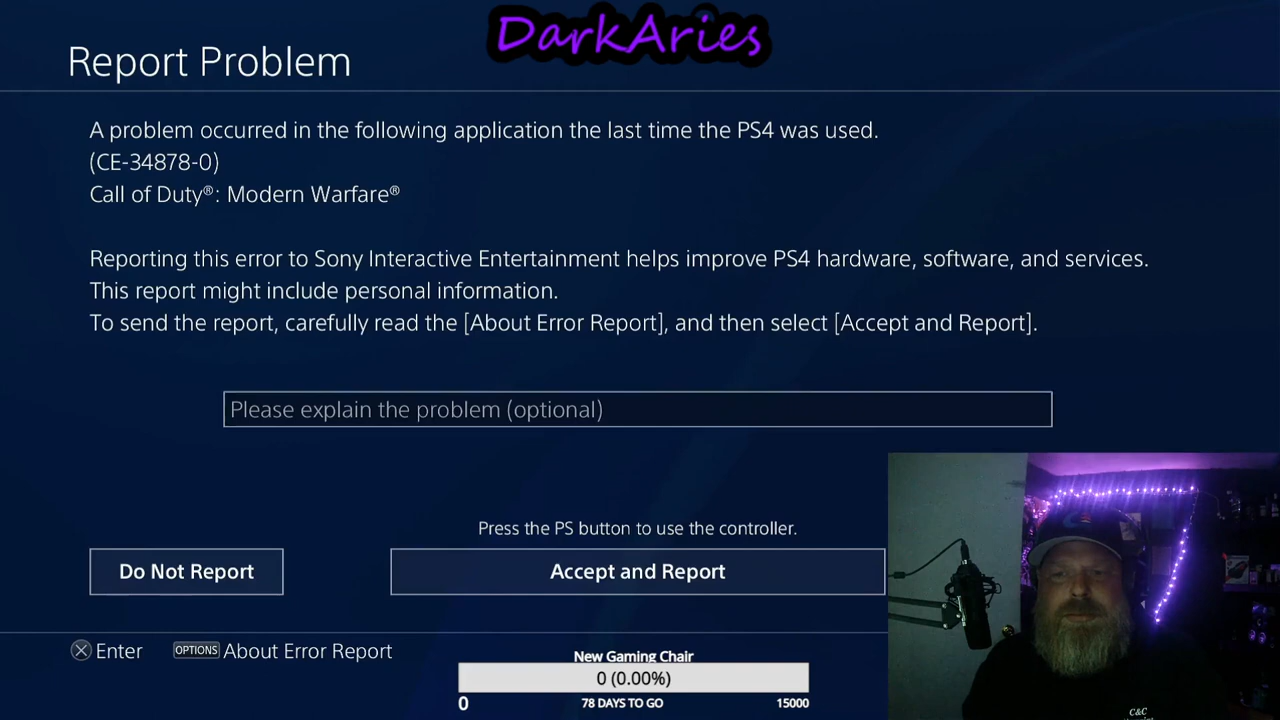 DarkAries
Report Problem
A problem occurred in the following application the last time the PS4 was used.
(CE-34878-0)
Call of Duty®: Modern Warfare®
Reporting this error to Sony Interactive Entertainment helps improve PS4 hardware, software, and services.
This report might include personal information.
To send the report, carefully read the [About Error Report], and then select [Accept and Report].
Please explain the problem (optional)
Press the PS button to use the controller.
Do Not Report
Accept and Report
Enter
OPTIONS About Error Report
New Gaming Chair
0 (0.00%)
0 78 DAYS TO GO 15000
C&C